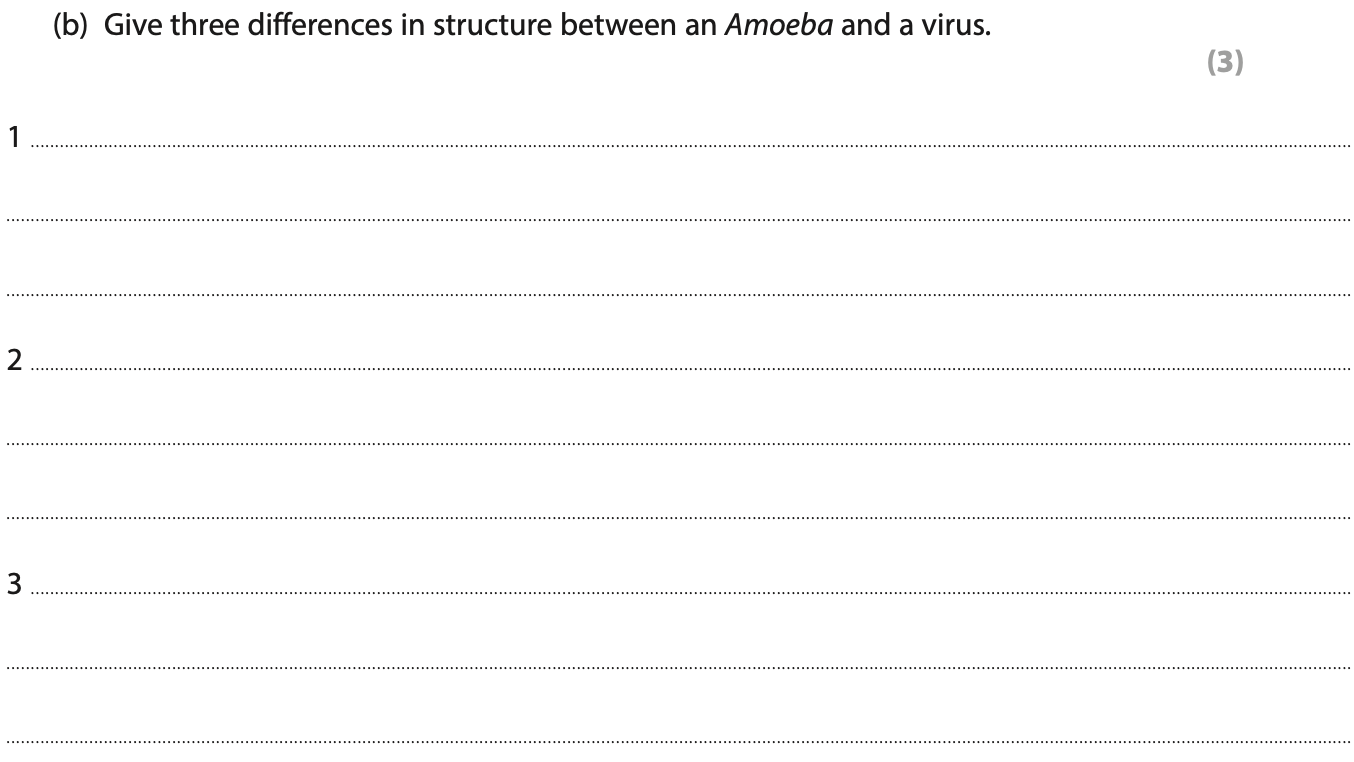 (b) Give three differences in structure between an Amoeba and a virus.
(3)
1
2
3